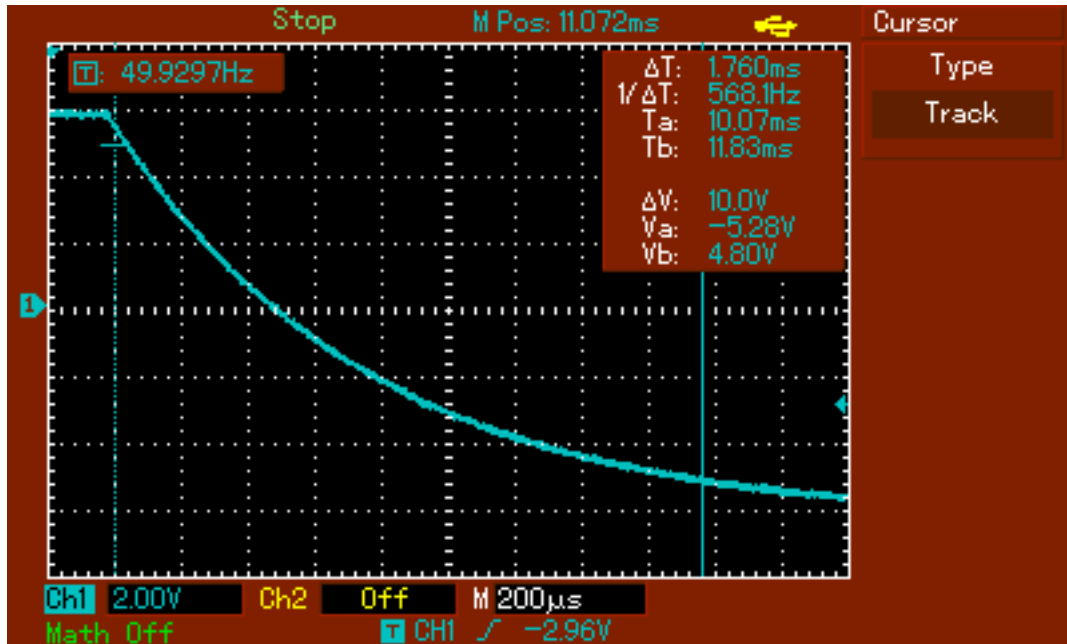 Stop M Pos: 11.072ms Cursor
T: 49.9297Hz
ΔT: 1.760ms
1/ΔT: 568.1Hz
Ta: 10.07ms
Tb: 11.83ms
ΔV: 10.0V
Va: -5.28V
Vb: 4.80V
Type
Track
1
Ch1 2.00V Ch2 Off M 200µs
Math Off T CH1 -2.96V